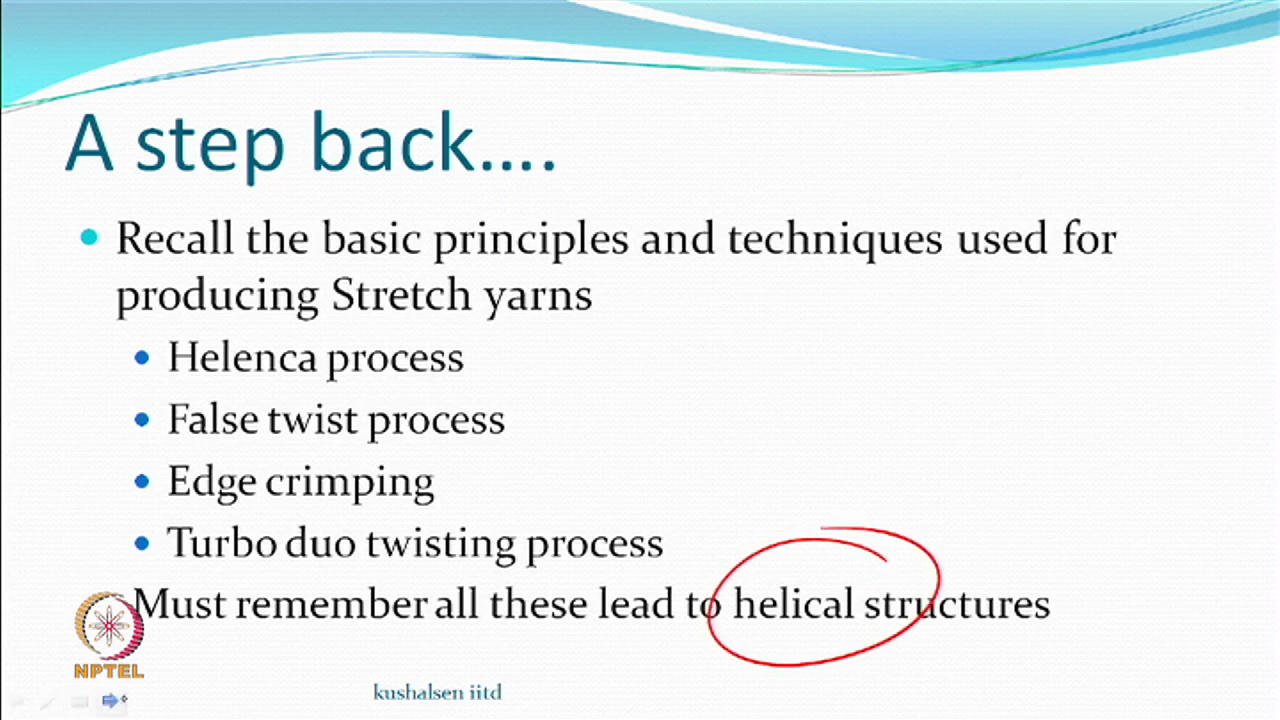 A step back....
Recall the basic principles and techniques used for
producing Stretch yarns
Helenca process
False twist process
Edge crimping
Turbo duo twisting process
Must remember all these lead to helical structures
NPTEL
kushalsen iitd